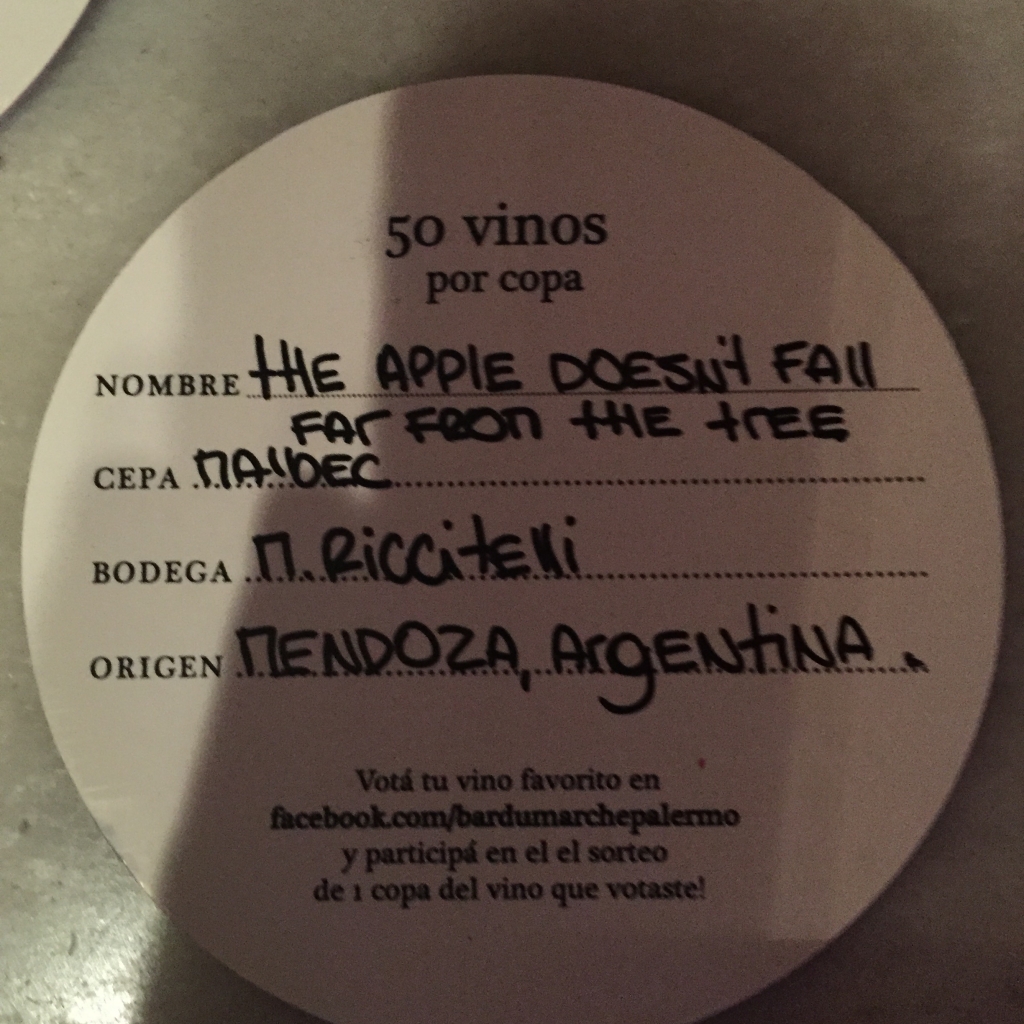 50 vinos
por copa
NOMBRE THE APPLE DOESN't FAll
FAr FROM tHE trEE
CEPA MAlbEC
BODEGA M. RiCCitElli
ORIGEN MENDOZA, ArgENtiNA.
Votá tu vino favorito en
facebook.com/bardumarchepalermo
y participá en el el sorteo
de 1 copa del vino que votaste!